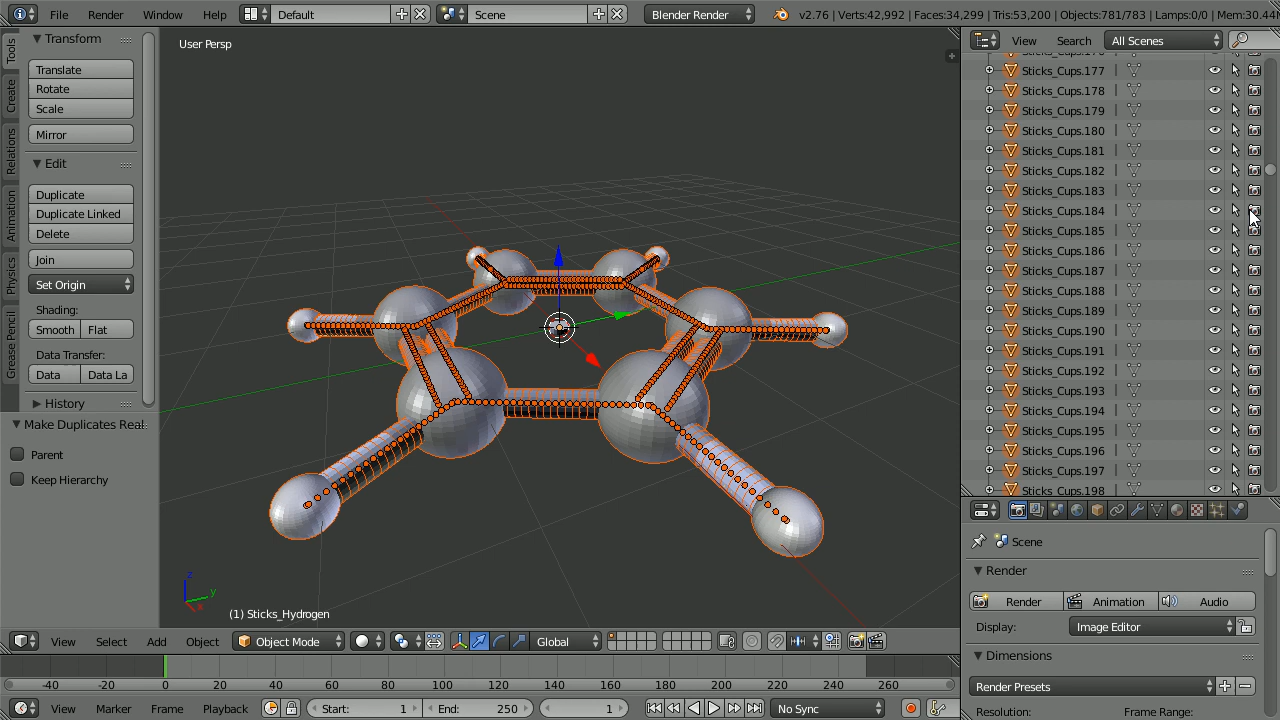 File Render Window Help Default Scene Blender Render v2.76 | Verts:42,992 | Faces:34,299 | Tris:53,200 | Objects:781/783 | Lamps:0/0 | Mem:30.44
Transform
Translate
Rotate
Scale
Mirror
Edit
Duplicate
Duplicate Linked
Delete
Join
Set Origin
Shading:
Smooth Flat
Data Transfer:
Data Data La
History
Make Duplicates Real
Parent
Keep Hierarchy
Tools
Create
Relations
Animation
Physics
Grease Pencil
User Persp
z
y
x
(1) Sticks_Hydrogen
View Select Add Object Object Mode Global
-40 -20 0 20 40 60 80 100 120 140 160 180 200 220 240 260
View Marker Frame Playback Start: 1 End: 250 1 No Sync
View Search All Scenes
Sticks_Cups.176
Sticks_Cups.177
Sticks_Cups.178
Sticks_Cups.179
Sticks_Cups.180
Sticks_Cups.181
Sticks_Cups.182
Sticks_Cups.183
Sticks_Cups.184
Sticks_Cups.185
Sticks_Cups.186
Sticks_Cups.187
Sticks_Cups.188
Sticks_Cups.189
Sticks_Cups.190
Sticks_Cups.191
Sticks_Cups.192
Sticks_Cups.193
Sticks_Cups.194
Sticks_Cups.195
Sticks_Cups.196
Sticks_Cups.197
Sticks_Cups.198
Scene
Render
Render Animation Audio
Display: Image Editor
Dimensions
Render Presets
Resolution: Frame Range: